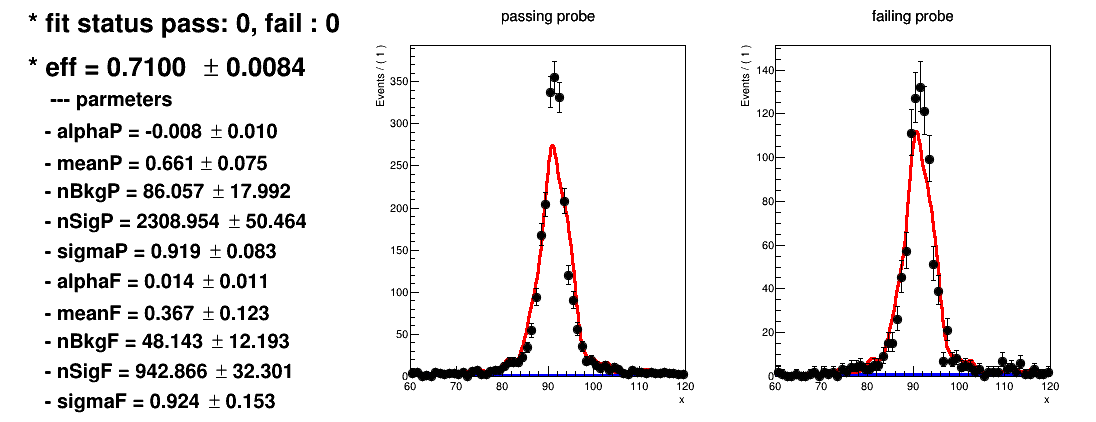 * fit status pass: 0, fail : 0
* eff = 0.7100 ± 0.0084
--- parmeters
- alphaP = -0.008 ± 0.010
- meanP = 0.661 ± 0.075
- nBkgP = 86.057 ± 17.992
- nSigP = 2308.954 ± 50.464
- sigmaP = 0.919 ± 0.083
- alphaF = 0.014 ± 0.011
- meanF = 0.367 ± 0.123
- nBkgF = 48.143 ± 12.193
- nSigF = 942.866 ± 32.301
- sigmaF = 0.924 ± 0.153
passing probe
Events / ( 1 )
350
300
250
200
150
100
50
0
60 70 80 90 100 110 120
x
failing probe
Events / ( 1 )
140
120
100
80
60
40
20
0
60 70 80 90 100 110 120
x